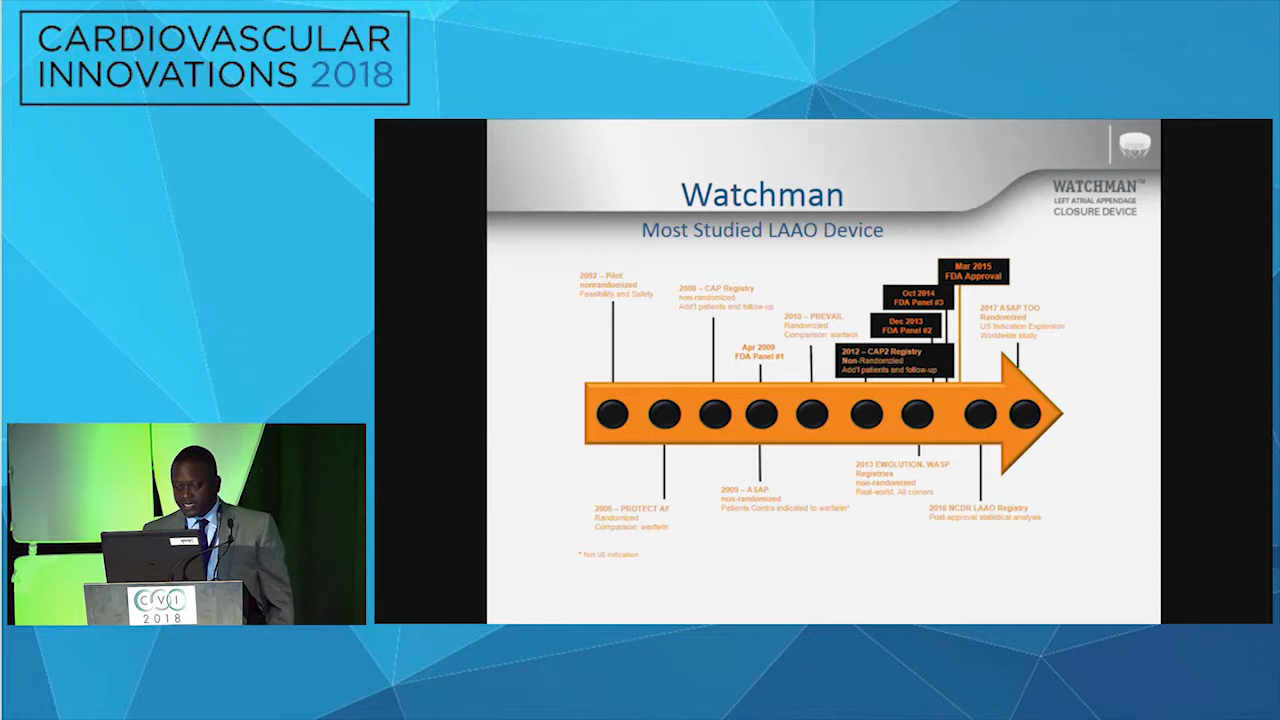 CARDIOVASCULAR
INNOVATIONS 2018
WATCHMAN™
LEFT ATRIAL APPENDAGE
CLOSURE DEVICE
Watchman
Most Studied LAAO Device
2002 – Pilot
nonrandomized
Feasibility and Safety
2008 – CAP Registry
non-randomized
Add'l patients and follow-up
Apr 2009
FDA Panel #1
2010 – PREVAIL
Randomzied
Comparison: warfarin
2012 – CAP2 Registry
Non-Randomzied
Add'l patients and follow-up
Dec 2013
FDA Panel #2
Oct 2014
FDA Panel #3
Mar 2015
FDA Approval
2017 ASAP TOO
Randomized
US Indication Expansion
Worldwide study
2005 – PROTECT AF
Randomized
Comparison: warfarin
2009 – ASAP
non-randomized
Patients Contra-indicated to warfarin*
2013 EWOLUTION, WASP
Registries
non-randomized
Real-world, All comers
2016 NCDR LAAO Registry
Post-approval statistical analysis
* Not US indication
CVI
2018